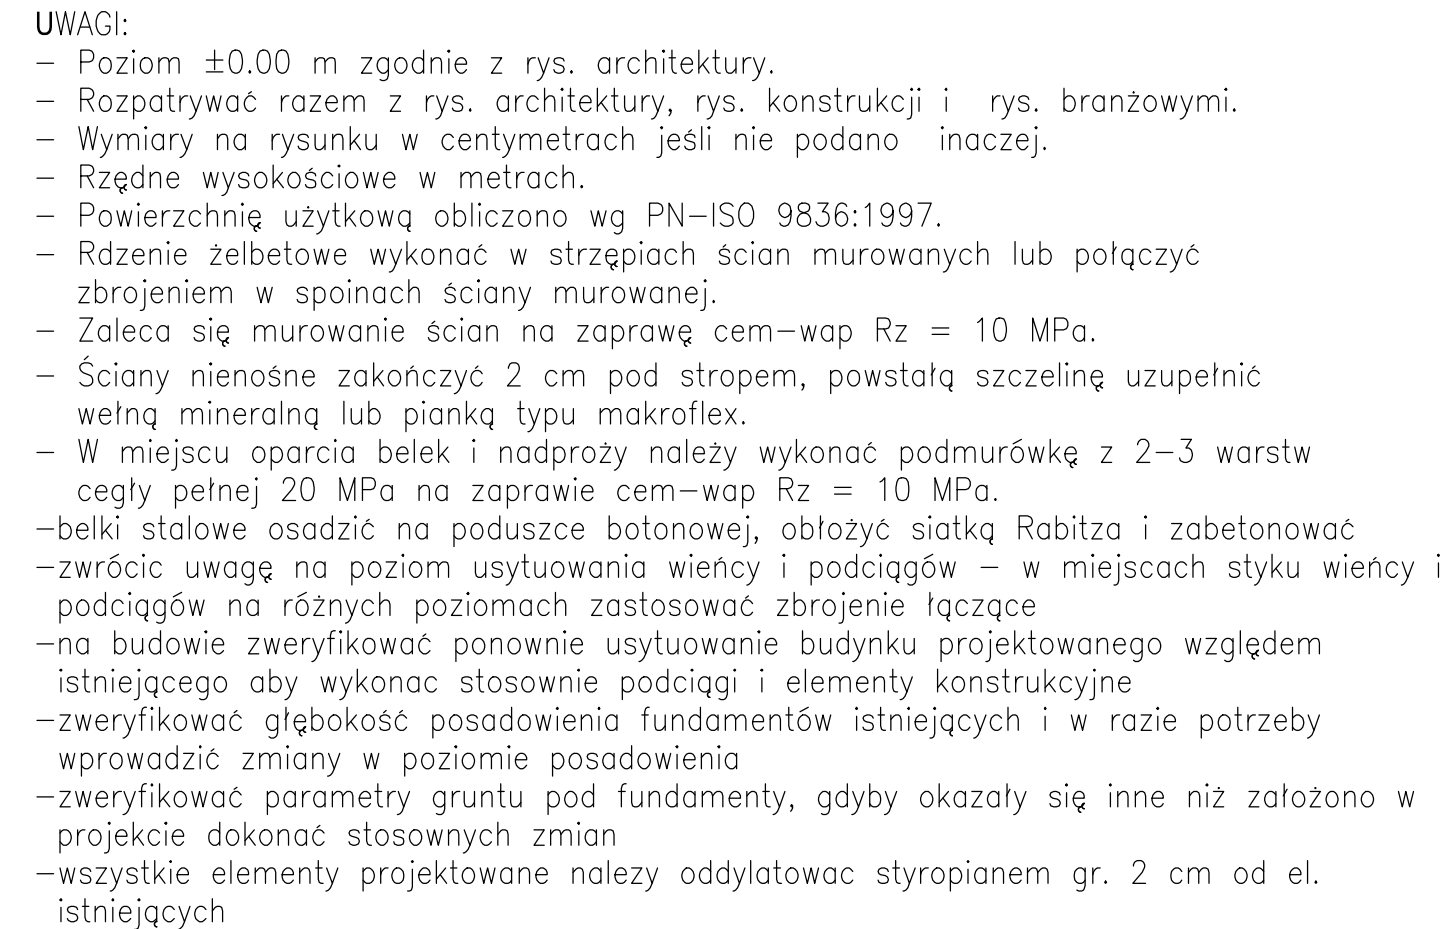 UWAGI:
– Poziom ±0.00 m zgodnie z rys. architektury.
– Rozpatrywać razem z rys. architektury, rys. konstrukcji i rys. branżowymi.
– Wymiary na rysunku w centymetrach jeśli nie podano inaczej.
– Rzędne wysokościowe w metrach.
– Powierzchnię użytkową obliczono wg PN–ISO 9836:1997.
– Rdzenie żelbetowe wykonać w strzępiach ścian murowanych lub połączyć
zbrojeniem w spoinach ściany murowanej.
– Zaleca się murowanie ścian na zaprawę cem–wap Rz = 10 MPa.
– Ściany nienośne zakończyć 2 cm pod stropem, powstałą szczelinę uzupełnić
wełną mineralną lub pianką typu makroflex.
– W miejscu oparcia belek i nadproży należy wykonać podmurówkę z 2–3 warstw
cegły pełnej 20 MPa na zaprawie cem–wap Rz = 10 MPa.
–belki stalowe osadzić na poduszce botonowej, obłożyć siatką Rabitza i zabetonować
–zwrócic uwagę na poziom usytuowania wieńcy i podciągów – w miejscach styku wieńcy i
podciągów na różnych poziomach zastosować zbrojenie łączące
–na budowie zweryfikować ponownie usytuowanie budynku projektowanego względem
istniejącego aby wykonac stosownie podciągi i elementy konstrukcyjne
–zweryfikować głębokość posadowienia fundamentów istniejących i w razie potrzeby
wprowadzić zmiany w poziomie posadowienia
–zweryfikować parametry gruntu pod fundamenty, gdyby okazały się inne niż założono w
projekcie dokonać stosownych zmian
–wszystkie elementy projektowane nalezy oddylatowac styropianem gr. 2 cm od el.
istniejących